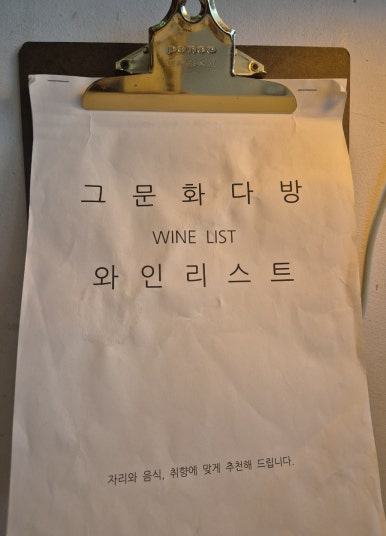 그 문 화 다 방
WINE LIST
와 인 리 스 트
자리와 음식, 취향에 맞게 추천해 드립니다.